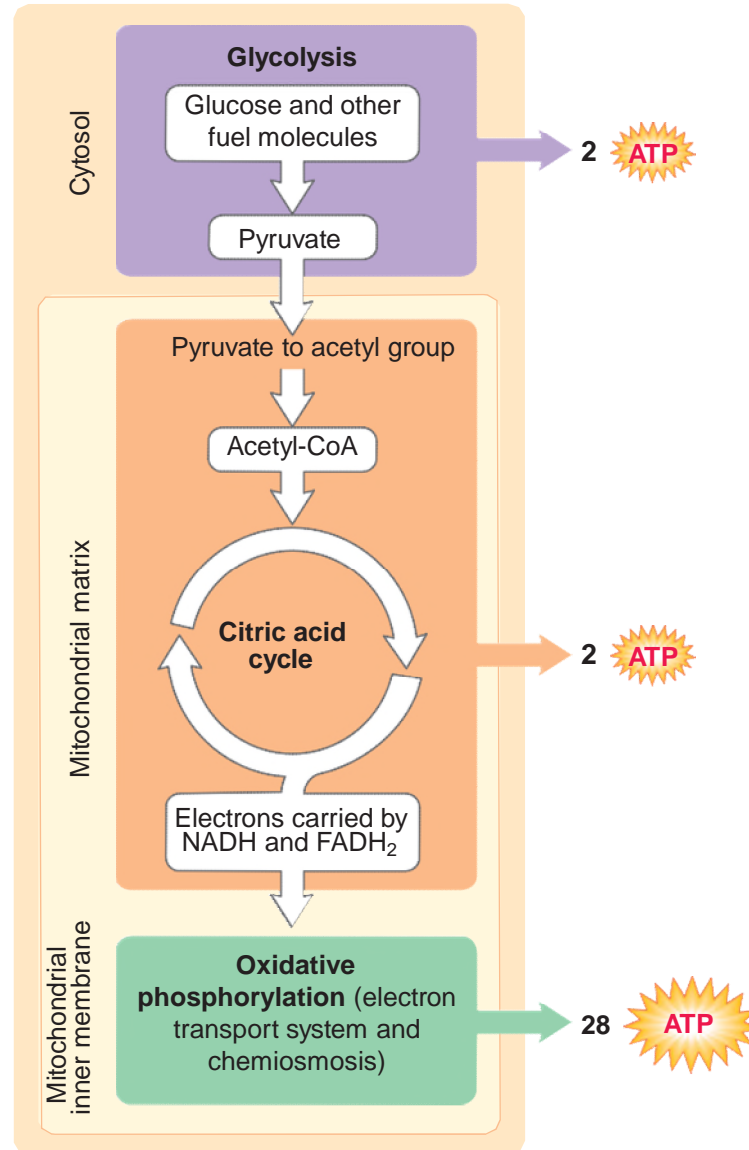 Cytosol
Glycolysis
Glucose and other
fuel molecules
Pyruvate
2 ATP
Mitochondrial matrix
Pyruvate to acetyl group
Acetyl-CoA
Citric acid
cycle
2 ATP
Electrons carried by
NADH and FADH₂
Mitochondrial
inner membrane
Oxidative
phosphorylation (electron
transport system and
chemiosmosis)
28 ATP